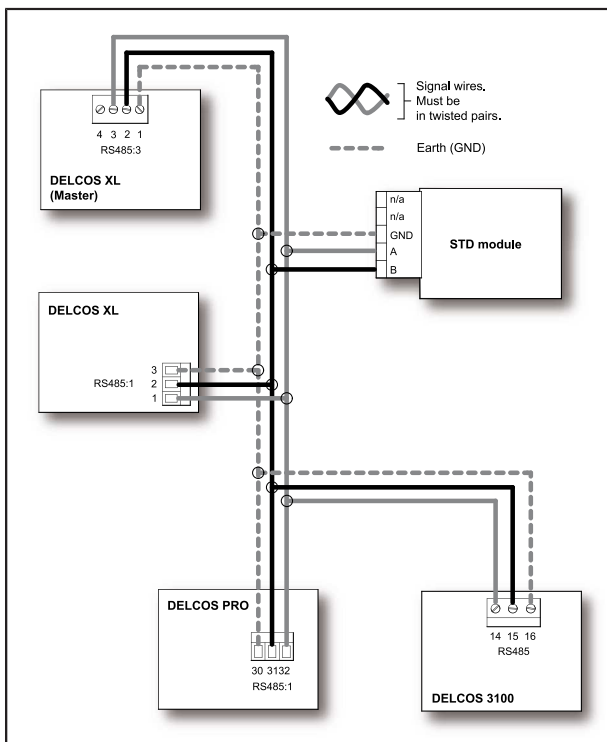 Signal wires.
Must be
in twisted pairs.
Earth (GND)
4 3 2 1
RS485:3
DELCOS XL
(Master)
n/a
n/a
GND
A
B
STD module
DELCOS XL
3
RS485:1 2
1
DELCOS PRO
30 3132
RS485:1
14 15 16
RS485
DELCOS 3100